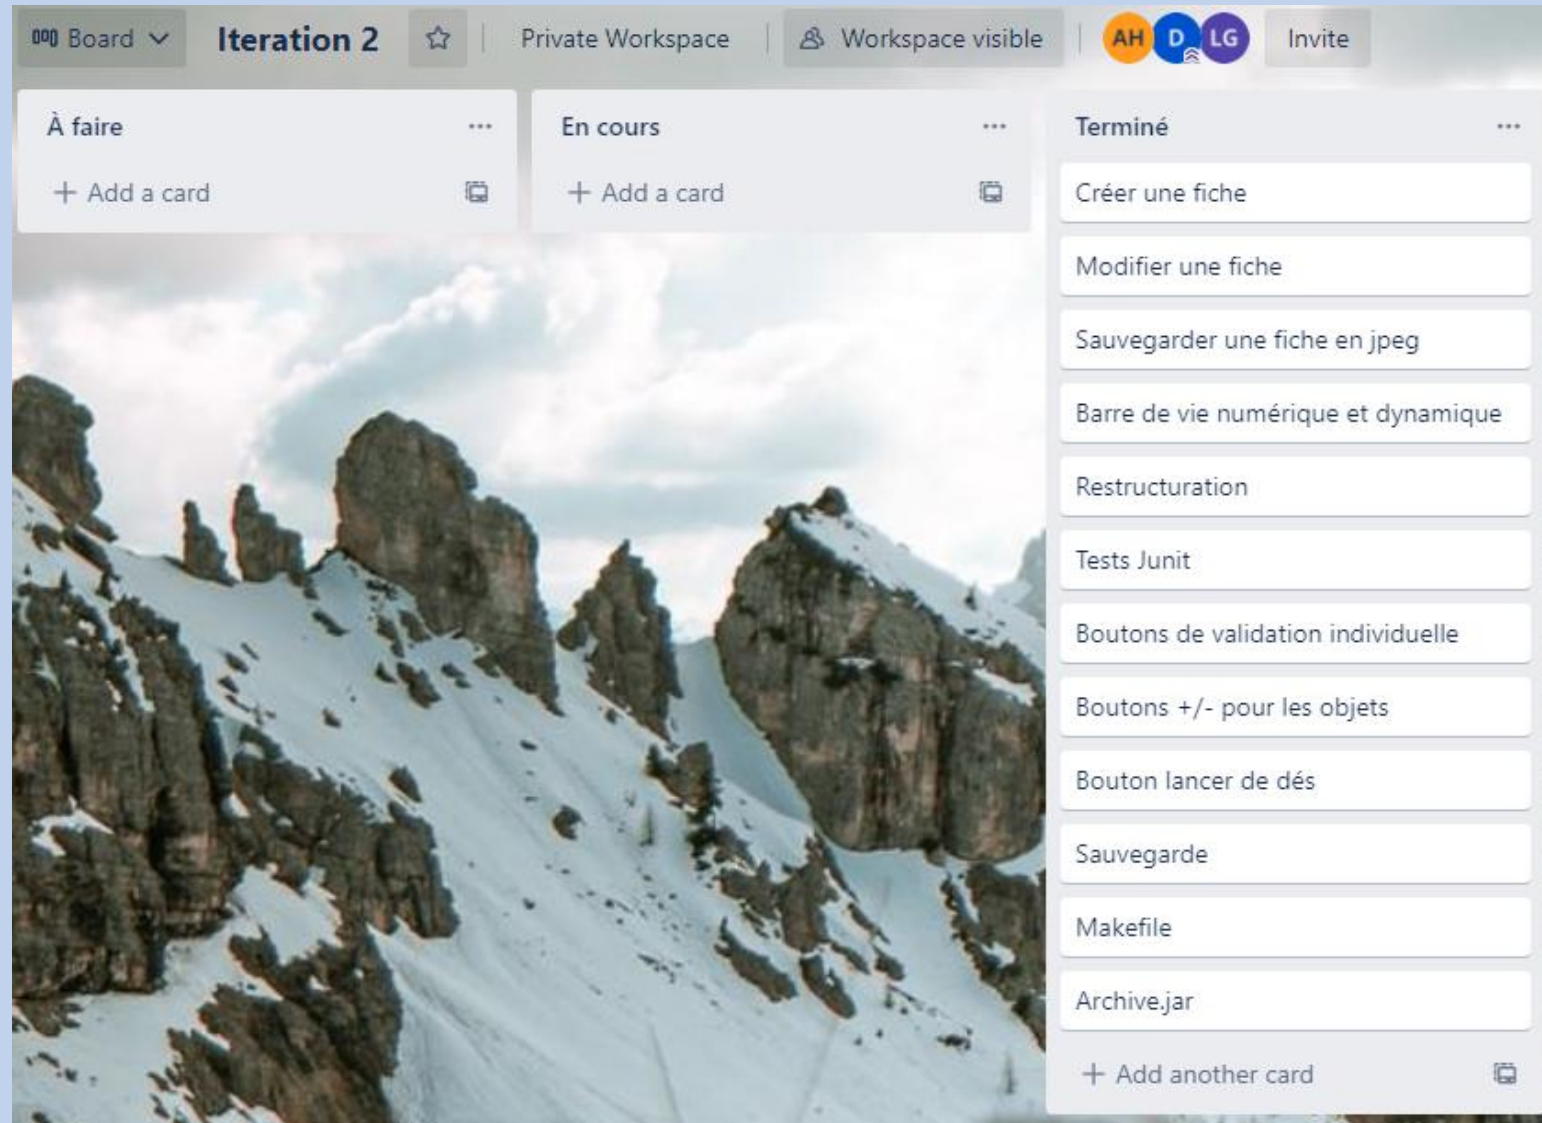 Board
Iteration 2
Private Workspace
Workspace visible
AH D LG
Invite
À faire
+ Add a card
En cours
+ Add a card
Terminé
Créer une fiche
Modifier une fiche
Sauvegarder une fiche en jpeg
Barre de vie numérique et dynamique
Restructuration
Tests Junit
Boutons de validation individuelle
Boutons +/- pour les objets
Bouton lancer de dés
Sauvegarde
Makefile
Archive.jar
+ Add another card